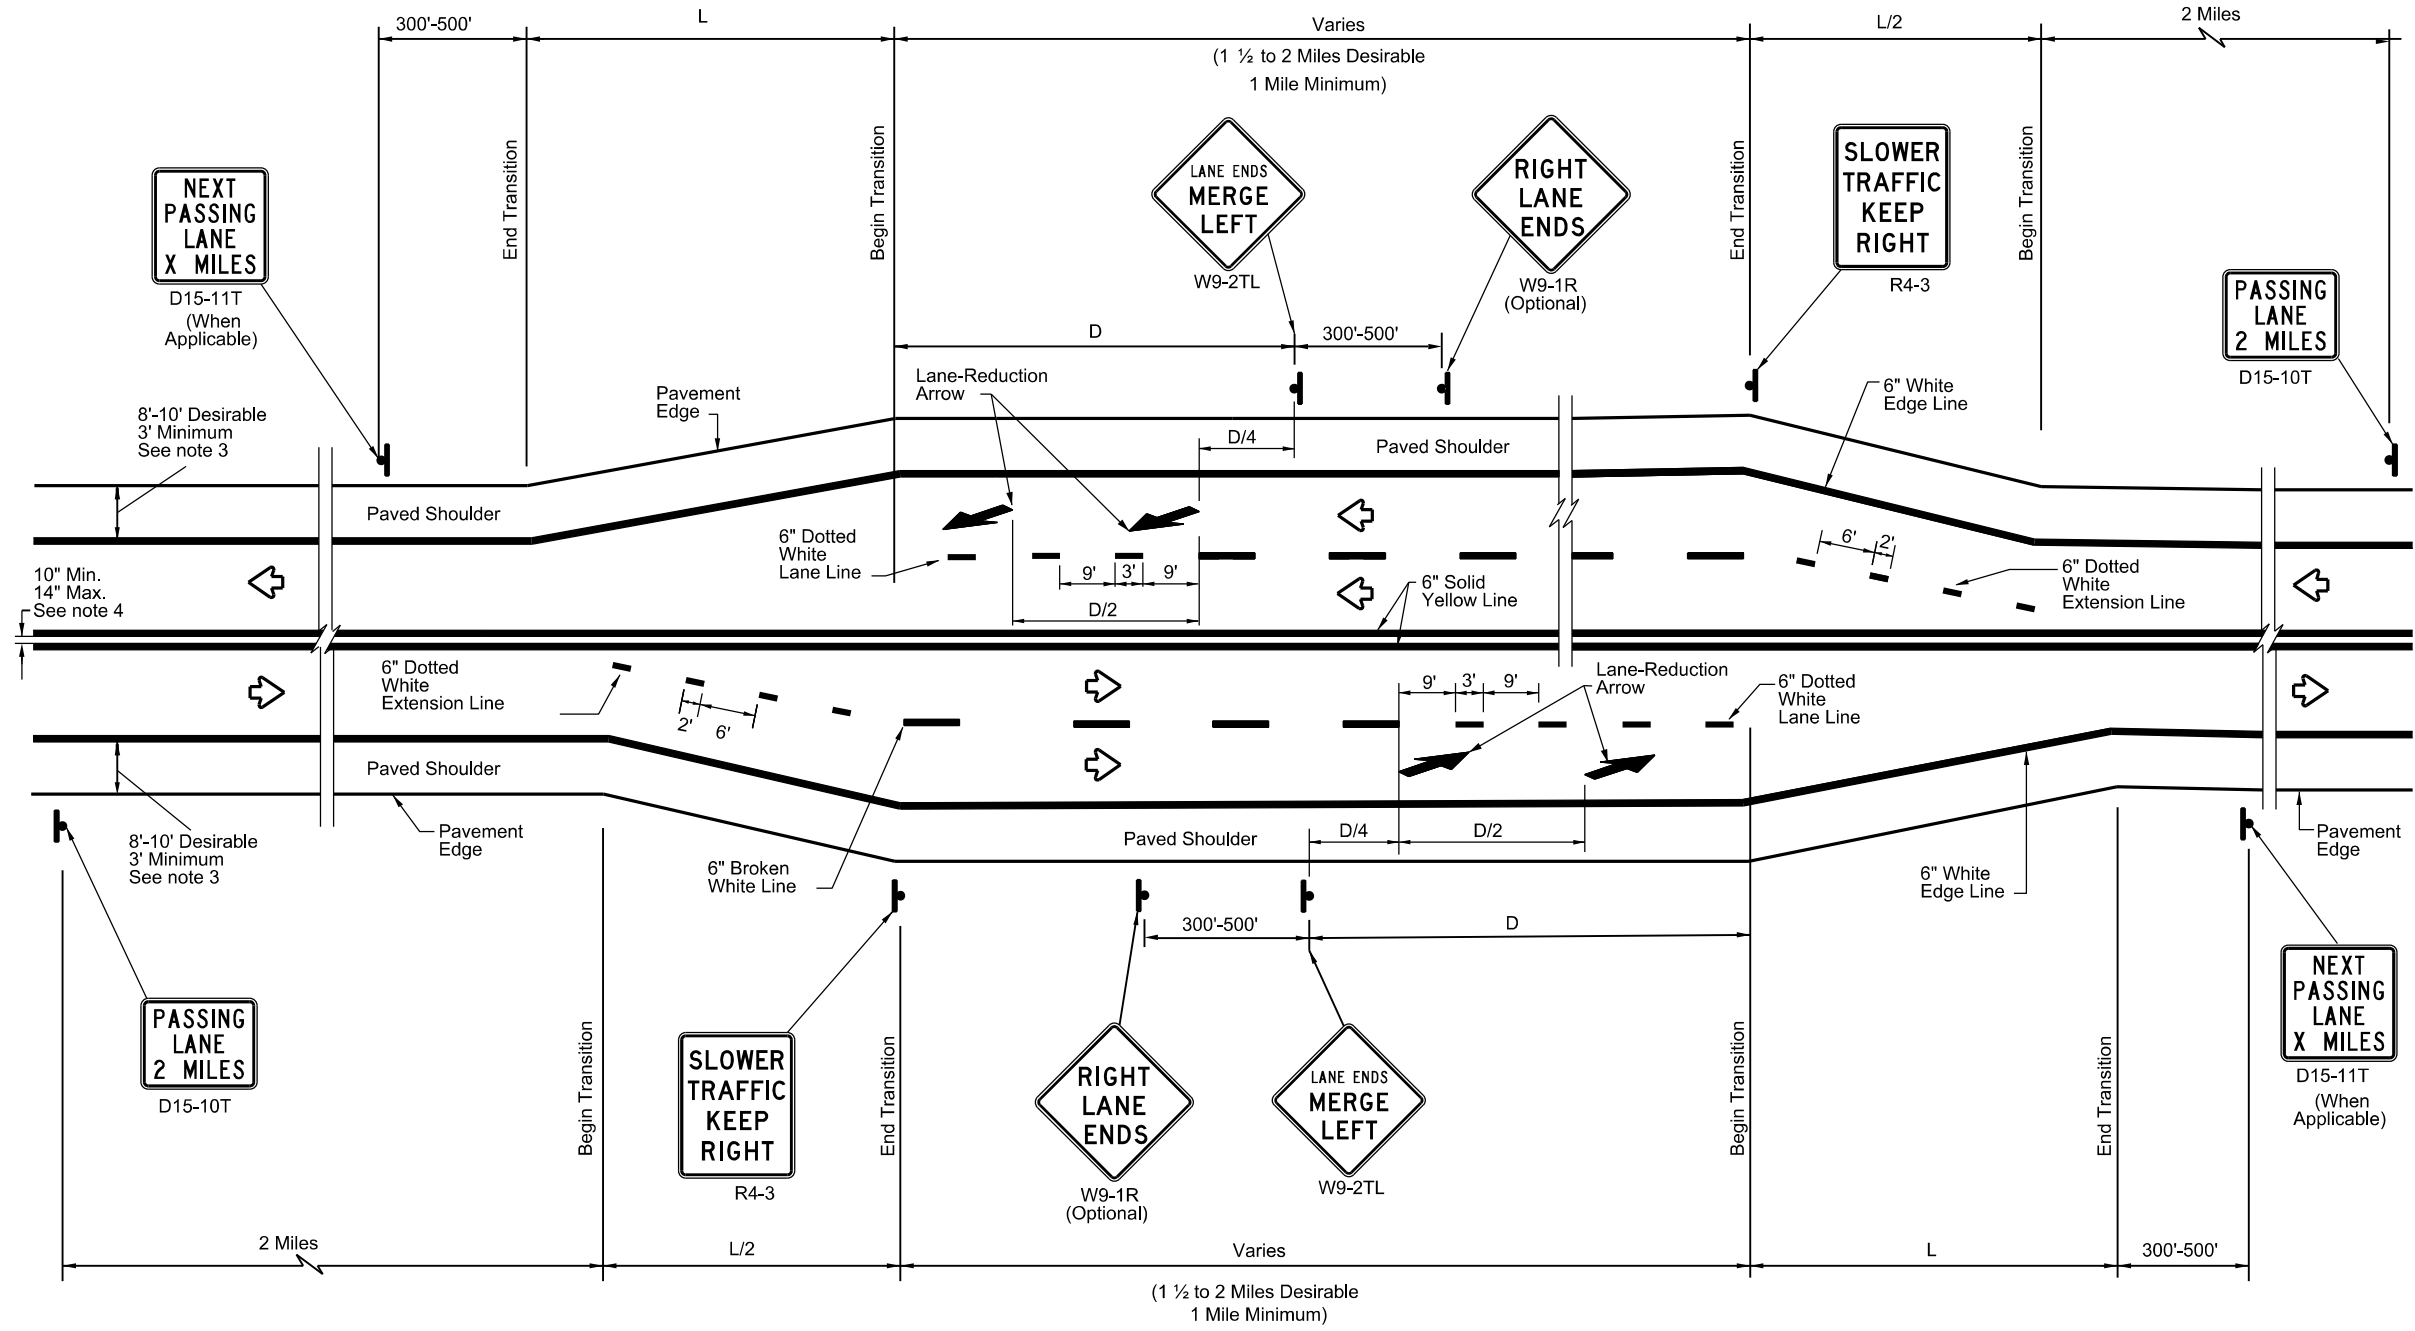 300'-500'
L
Varies
(1 ½ to 2 Miles Desirable
1 Mile Minimum)
L/2
2 Miles
End Transition
Begin Transition
End Transition
Begin Transition
NEXT
PASSING
LANE
X MILES
D15-11T
(When
Applicable)
LANE ENDS
MERGE
LEFT
W9-2TL
RIGHT
LANE
ENDS
W9-1R
(Optional)
SLOWER
TRAFFIC
KEEP
RIGHT
R4-3
PASSING
LANE
2 MILES
D15-10T
D
300'-500'
Lane-Reduction
Arrow
Pavement
Edge
6" White
Edge Line
8'-10' Desirable
3' Minimum
See note 3
D/4
Paved Shoulder
Paved Shoulder
6" Dotted
White
Lane Line
9'
3'
9'
D/2
6'
2'
6" Dotted
White
Extension Line
10" Min.
14" Max.
See note 4
6" Solid
Yellow Line
6" Dotted
White
Extension Line
2'
6'
9'
3'
9'
Lane-Reduction
Arrow
6" Dotted
White
Lane Line
Paved Shoulder
8'-10' Desirable
3' Minimum
See note 3
Pavement
Edge
6" Broken
White Line
Paved Shoulder
D/4
D/2
6" White
Edge Line
Pavement
Edge
300'-500'
D
PASSING
LANE
2 MILES
D15-10T
Begin Transition
SLOWER
TRAFFIC
KEEP
RIGHT
R4-3
End Transition
RIGHT
LANE
ENDS
W9-1R
(Optional)
LANE ENDS
MERGE
LEFT
W9-2TL
Begin Transition
End Transition
NEXT
PASSING
LANE
X MILES
D15-11T
(When
Applicable)
2 Miles
L/2
Varies
(1 ½ to 2 Miles Desirable
1 Mile Minimum)
L
300'-500'